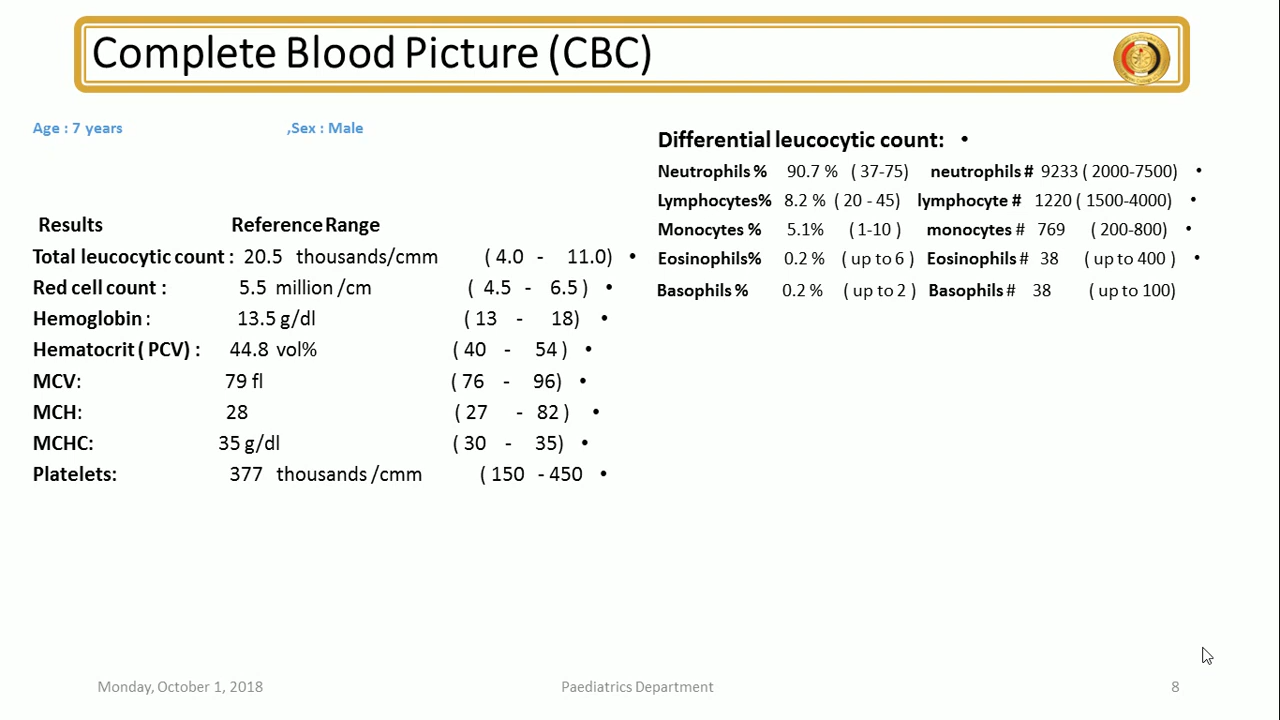 Complete Blood Picture (CBC)
Age : 7 years ,Sex : Male
Results Reference Range
Total leucocytic count : 20.5 thousands/cmm ( 4.0 - 11.0) •
Red cell count : 5.5 million /cm ( 4.5 - 6.5 ) •
Hemoglobin : 13.5 g/dl ( 13 - 18) •
Hematocrit ( PCV) : 44.8 vol% ( 40 - 54 ) •
MCV: 79 fl ( 76 - 96) •
MCH: 28 ( 27 - 82 ) •
MCHC: 35 g/dl ( 30 - 35) •
Platelets: 377 thousands /cmm ( 150 - 450 •
Differential leucocytic count: •
Neutrophils % 90.7 % ( 37-75) neutrophils # 9233 ( 2000-7500) •
Lymphocytes% 8.2 % ( 20 - 45) lymphocyte # 1220 ( 1500-4000) •
Monocytes % 5.1% (1-10 ) monocytes # 769 ( 200-800) •
Eosinophils% 0.2 % ( up to 6 ) Eosinophils # 38 ( up to 400 ) •
Basophils % 0.2 % ( up to 2 ) Basophils # 38 ( up to 100)
Monday, October 1, 2018 Paediatrics Department 8